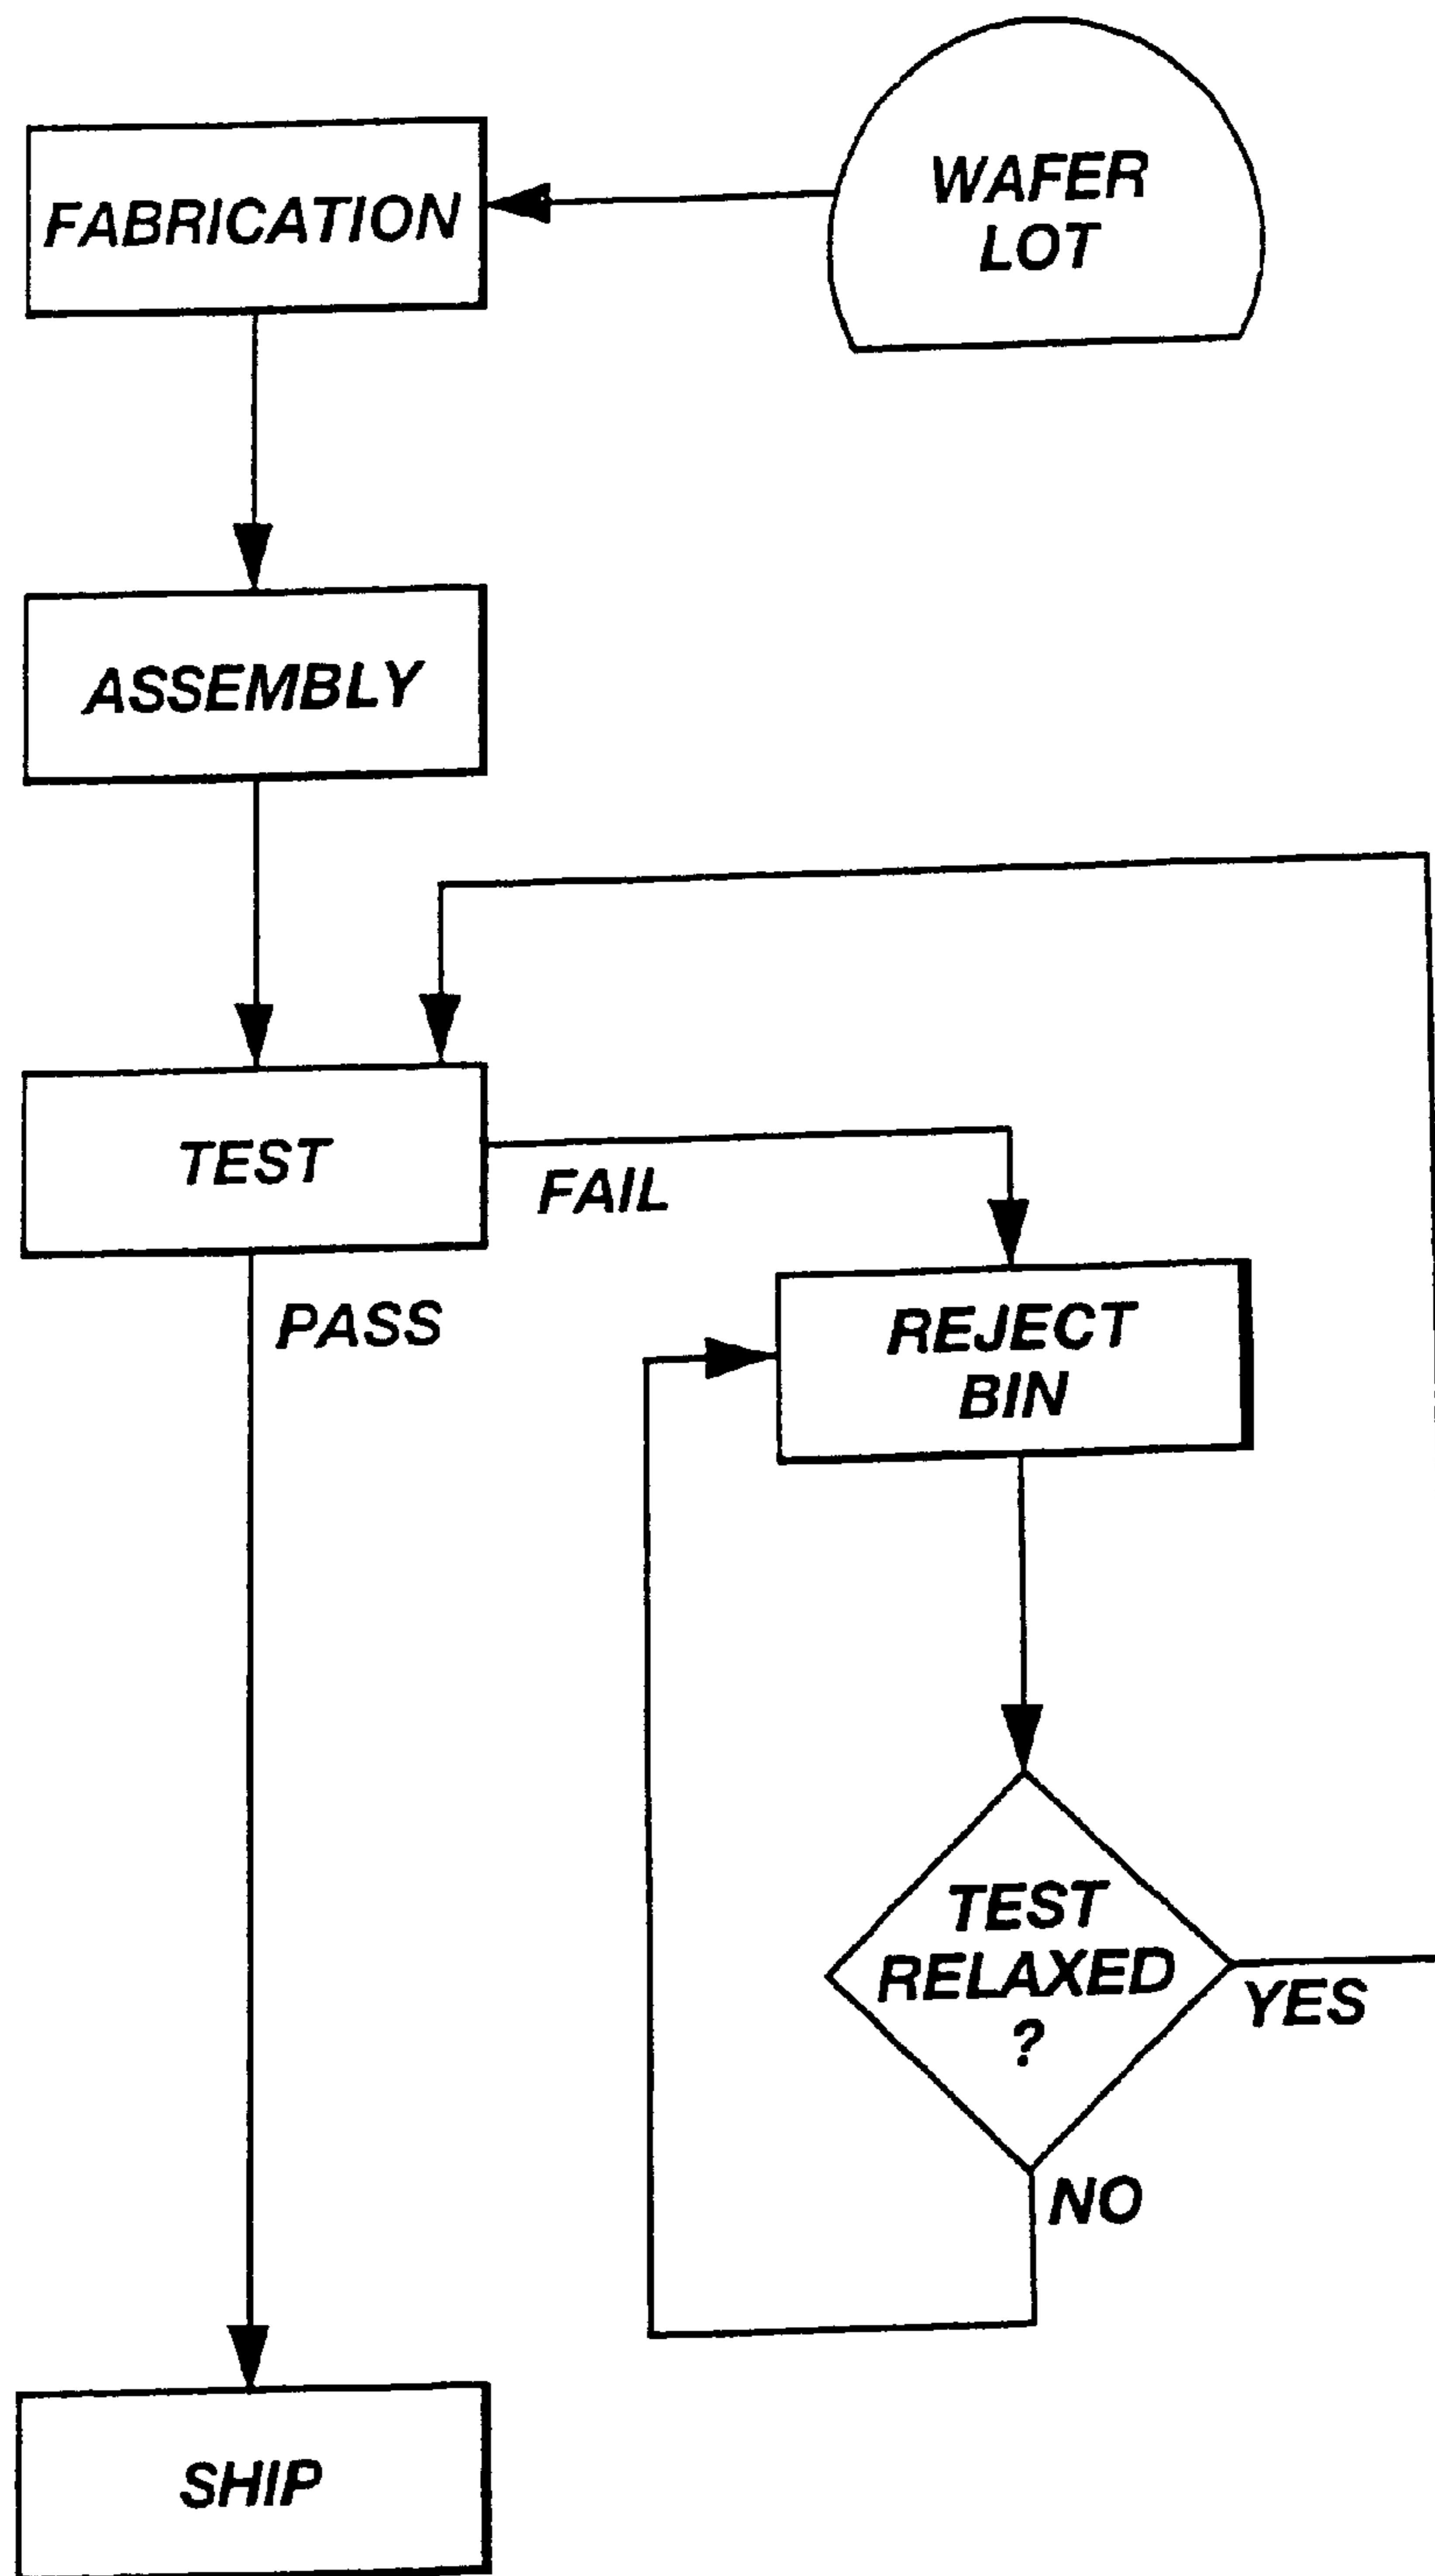 WAFER
LOT
FABRICATION
ASSEMBLY
TEST
FAIL
PASS
REJECT
BIN
TEST
RELAXED
?
YES
NO
SHIP